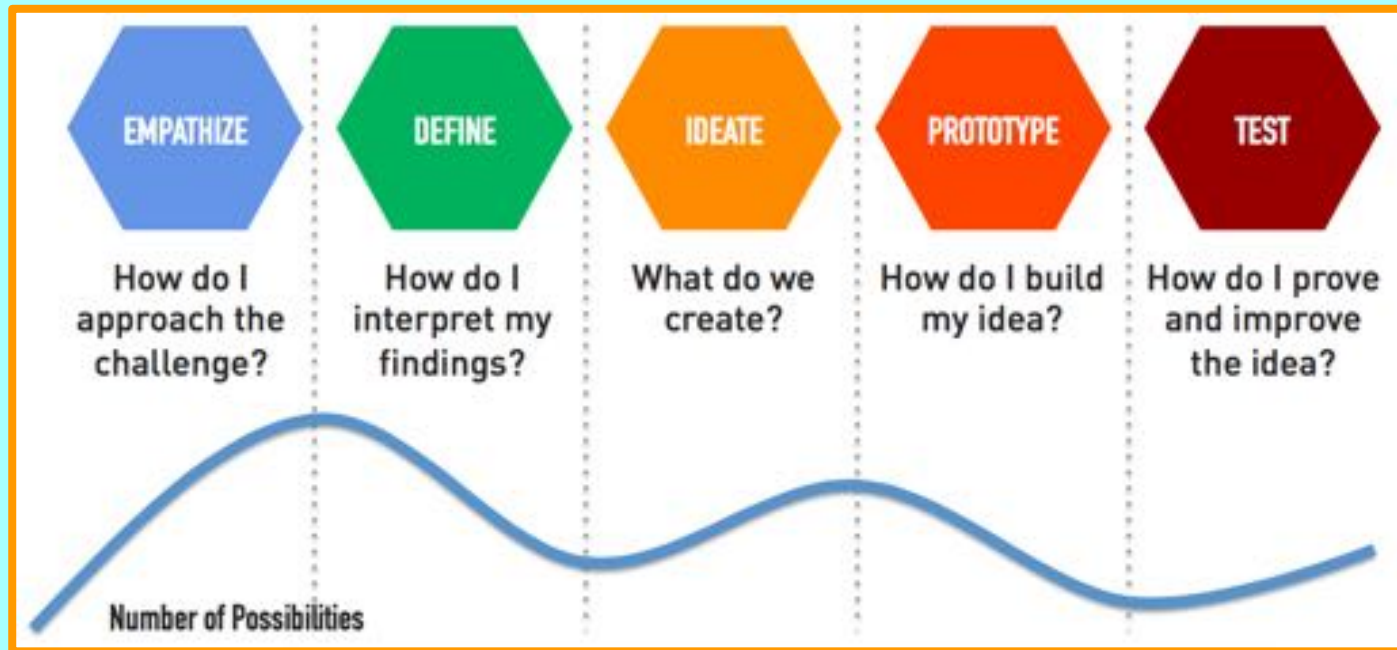 EMPATHIZE
DEFINE
IDEATE
PROTOTYPE
TEST
How do I
approach the
challenge?
How do I
interpret my
findings?
What do we
create?
How do I build
my idea?
How do I prove
and improve
the idea?
Number of Possibilities